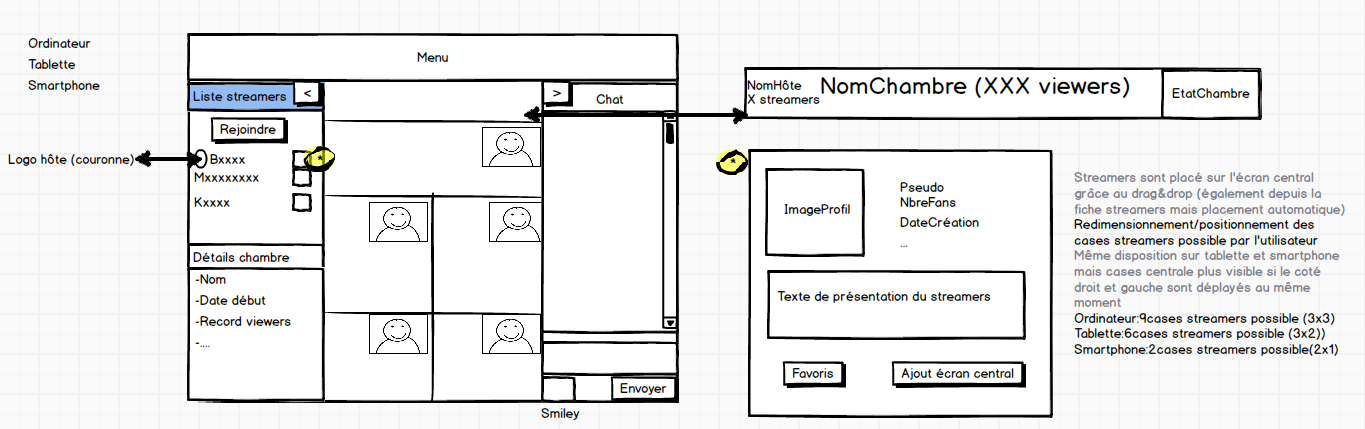 Ordinateur
Tablette
Smartphone
Logo hôte (couronne)
Menu
Liste streamers
<
Rejoindre
Bxxxx
*
Mxxxxxxxx
Kxxxx
Détails chambre
-Nom
-Date début
-Record viewers
-....
>
Chat
Envoyer
Smiley
NomHôte
X streamers
NomChambre (XXX viewers)
EtatChambre
*
ImageProfil
Pseudo
NbreFans
DateCréation
...
Texte de présentation du streamers
Favoris
Ajout écran central
Streamers sont placé sur l'écran central
grâce au drag&drop (également depuis la
fiche streamers mais placement automatique)
Redimensionnement/positionnement des
cases streamers possible par l'utilisateur
Même disposition sur tablette et smartphone
mais cases centrale plus visible si le coté
droit et gauche sont déplayés au même
moment
Ordinateur:9cases streamers possible (3x3)
Tablette:6cases streamers possible (3x2))
Smartphone:2cases streamers possible(2x1)